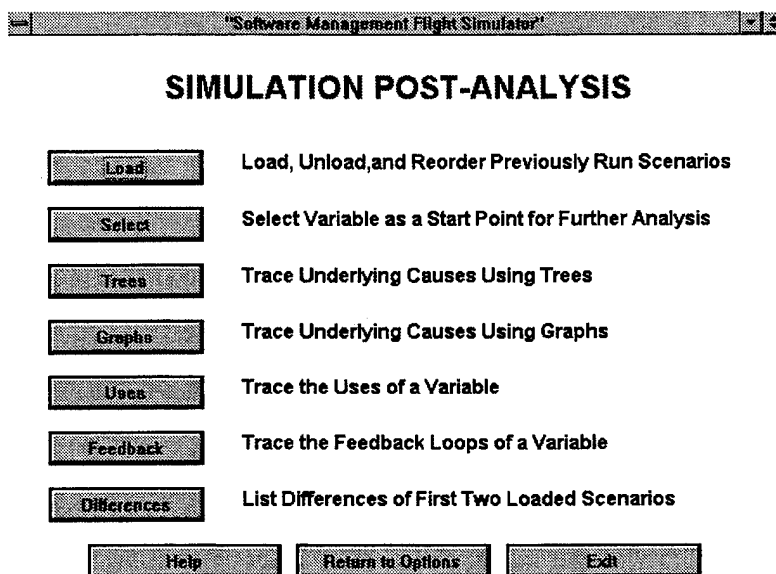 "Software Management Flight Simulator"
SIMULATION POST-ANALYSIS
Load Load, Unload,and Reorder Previously Run Scenarios
Select Select Variable as a Start Point for Further Analysis
Trees Trace Underlying Causes Using Trees
Graphs Trace Underlying Causes Using Graphs
Uses Trace the Uses of a Variable
Feedback Trace the Feedback Loops of a Variable
Differences List Differences of First Two Loaded Scenarios
Help Return to Options Exit